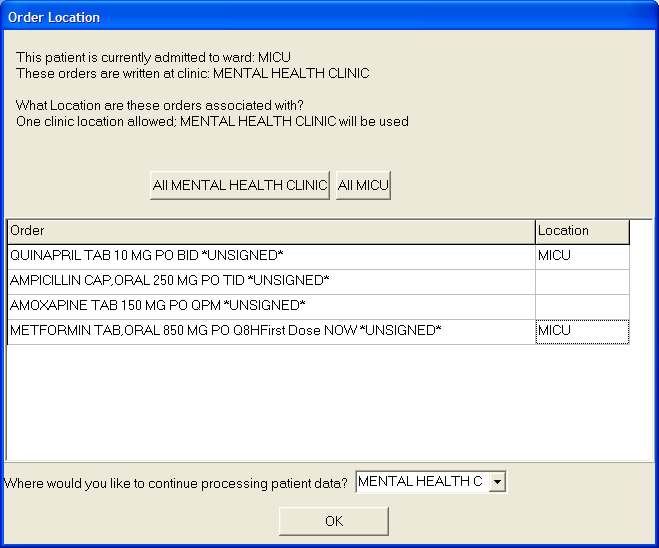 Order Location
This patient is currently admitted to ward: MICU
These orders are written at clinic: MENTAL HEALTH CLINIC
What Location are these orders associated with?
One clinic location allowed; MENTAL HEALTH CLINIC will be used
All MENTAL HEALTH CLINIC All MICU
Order Location
QUINAPRIL TAB 10 MG PO BID *UNSIGNED* MICU
AMPICILLIN CAP,ORAL 250 MG PO TID *UNSIGNED*
AMOXAPINE TAB 150 MG PO QPM *UNSIGNED*
METFORMIN TAB,ORAL 850 MG PO Q8HFirst Dose NOW *UNSIGNED* MICU
Where would you like to continue processing patient data? MENTAL HEALTH C
OK